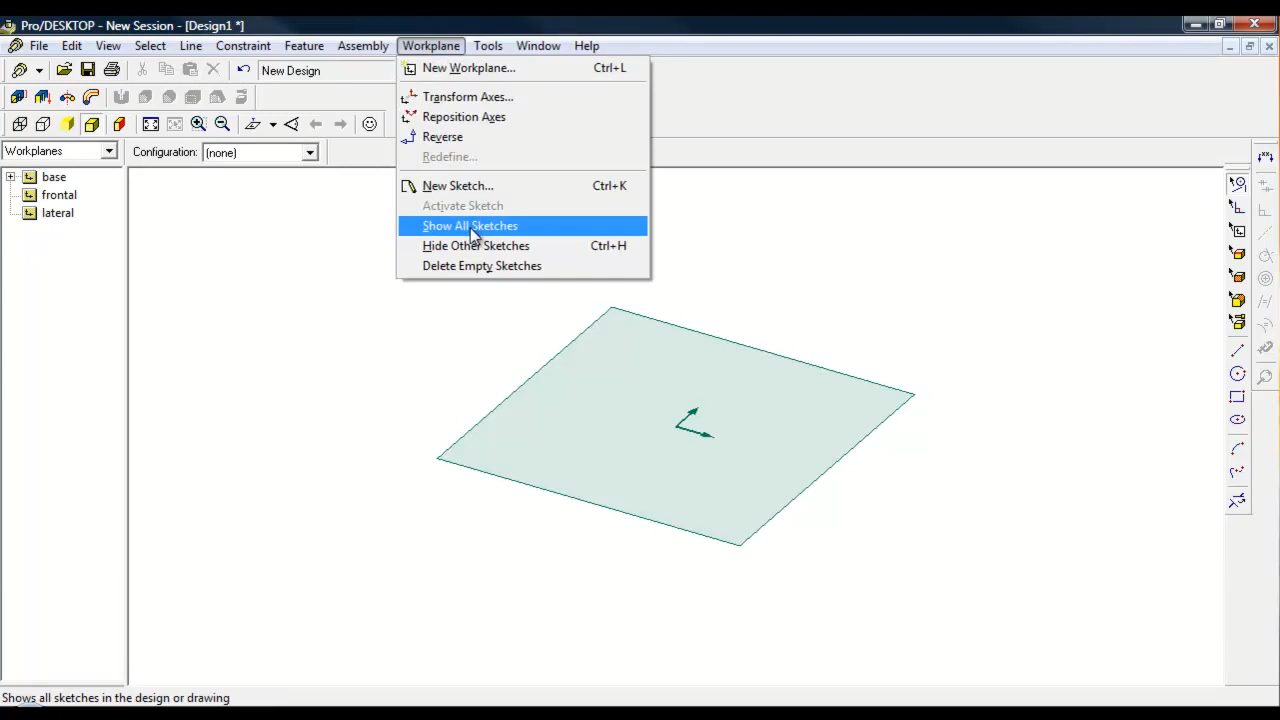 Pro/DESKTOP - New Session - [Design1 *]
File Edit View Select Line Constraint Feature Assembly Workplane Tools Window Help
New Design
New Workplane... Ctrl+L
Transform Axes...
Reposition Axes
Reverse
Redefine...
New Sketch... Ctrl+K
Activate Sketch
Show All Sketches
Hide Other Sketches Ctrl+H
Delete Empty Sketches
Workplanes
Configuration: (none)
base
frontal
lateral
Shows all sketches in the design or drawing